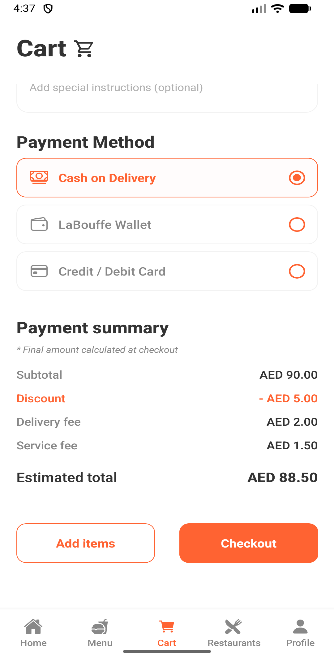 4:37
Cart
Add special instructions (optional)
Payment Method
Cash on Delivery
LaBouffe Wallet
Credit / Debit Card
Payment summary
* Final amount calculated at checkout
Subtotal AED 90.00
Discount - AED 5.00
Delivery fee AED 2.00
Service fee AED 1.50
Estimated total AED 88.50
Add items Checkout
Home Menu Cart Restaurants Profile